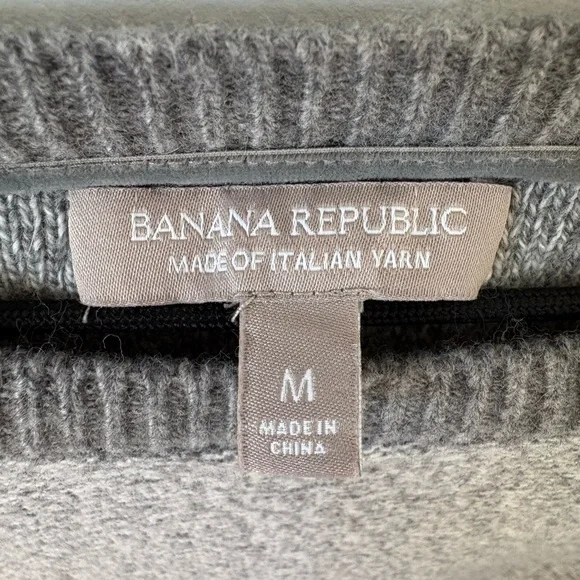 BANANA REPUBLIC
MADE OF ITALIAN YARN
M
MADE IN
CHINA